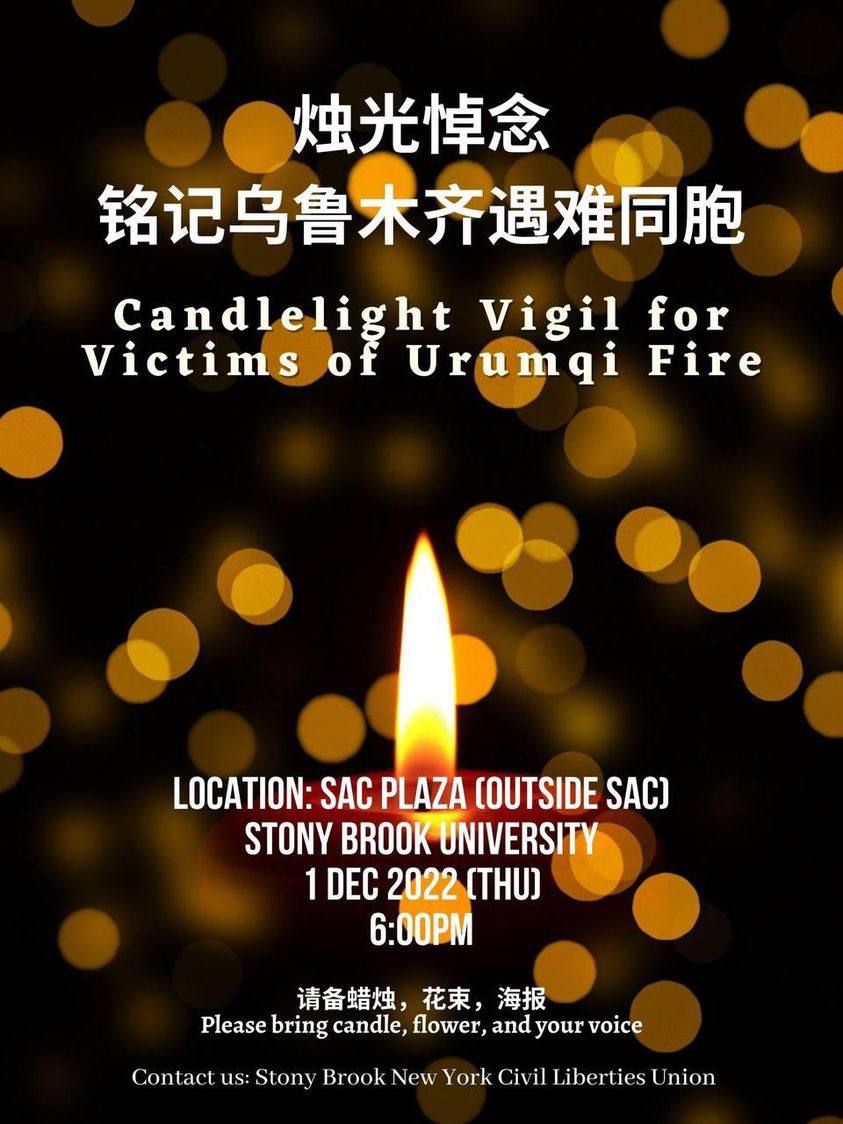 烛光悼念
铭记乌鲁木齐遇难同胞
Candlelight Vigil for
Victims of Urumqi Fire
LOCATION: SAC PLAZA (OUTSIDE SAC)
STONY BROOK UNIVERSITY
1 DEC 2022 (THU)
6:00PM
请备蜡烛，花束，海报
Please bring candle, flower, and your voice
Contact us: Stony Brook New York Civil Liberties Union